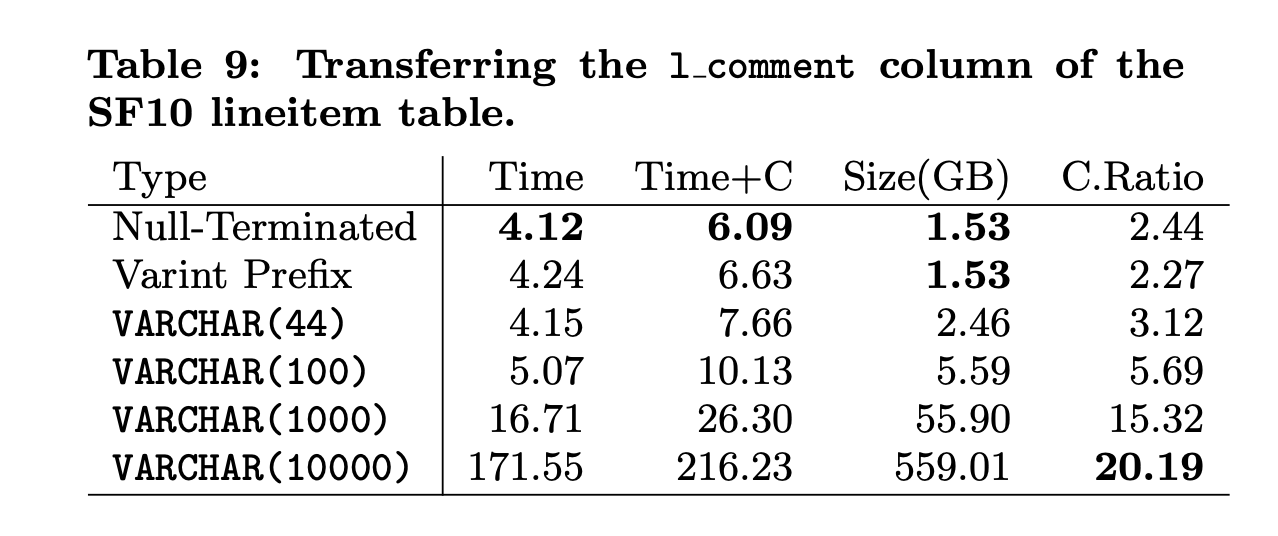 Table 9: Transferring the l_comment column of the
SF10 lineitem table.
Type Time Time+C Size(GB) C.Ratio
Null-Terminated 4.12 6.09 1.53 2.44
Varint Prefix 4.24 6.63 1.53 2.27
VARCHAR(44) 4.15 7.66 2.46 3.12
VARCHAR(100) 5.07 10.13 5.59 5.69
VARCHAR(1000) 16.71 26.30 55.90 15.32
VARCHAR(10000) 171.55 216.23 559.01 20.19